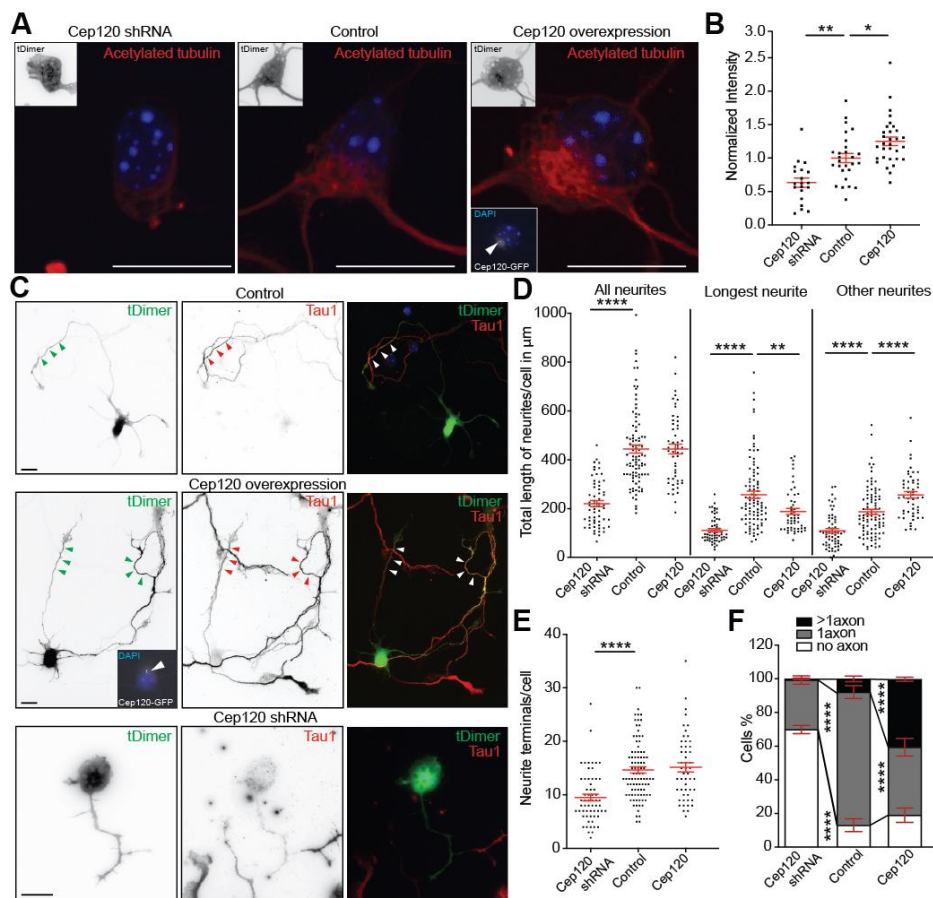 A
Cep120 shRNA
Control
Cep120 overexpression
tDimer
Acetylated tubulin
tDimer
Acetylated tubulin
tDimer
Acetylated tubulin
DAPI
Cep120-GFP
B
**
*
Normalized Intensity
3.0
2.5
2.0
1.5
1.0
0.5
0.0
Cep120
shRNA
Control
Cep120
C
Control
tDimer
Tau1
tDimer
Tau1
Cep120 overexpression
tDimer
Tau1
tDimer
Tau1
DAPI
Cep120-GFP
Cep120 shRNA
tDimer
Tau1
tDimer
Tau1
D
All neurites
Longest neurite
Other neurites
****
****
**
****
****
Total length of neurites/cell in µm
1000
800
600
400
200
0
Cep120
shRNA
Control
Cep120
Cep120
shRNA
Control
Cep120
Cep120
shRNA
Control
Cep120
E
****
Neurite terminals/cell
40
30
20
10
0
Cep120
shRNA
Control
Cep120
F
>1axon
1axon
no axon
Cells %
120
100
80
60
40
20
0
****
****
****
****
Cep120
shRNA
Control
Cep120